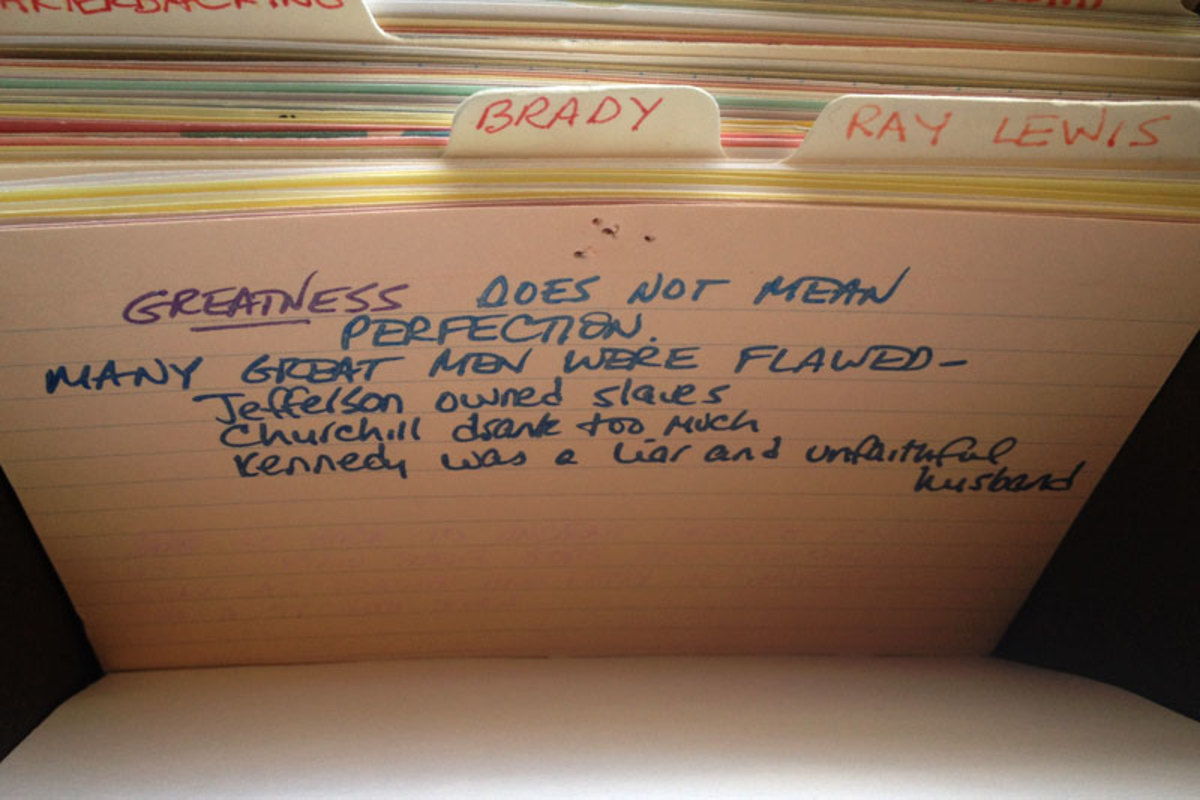 BRADY
RAY LEWIS
GREATNESS DOES NOT MEAN
PERFECTION.
MANY GREAT MEN WERE FLAWED-
Jefferson owned slaves
Churchill drank too much
Kennedy was a liar and unfaithful
husband